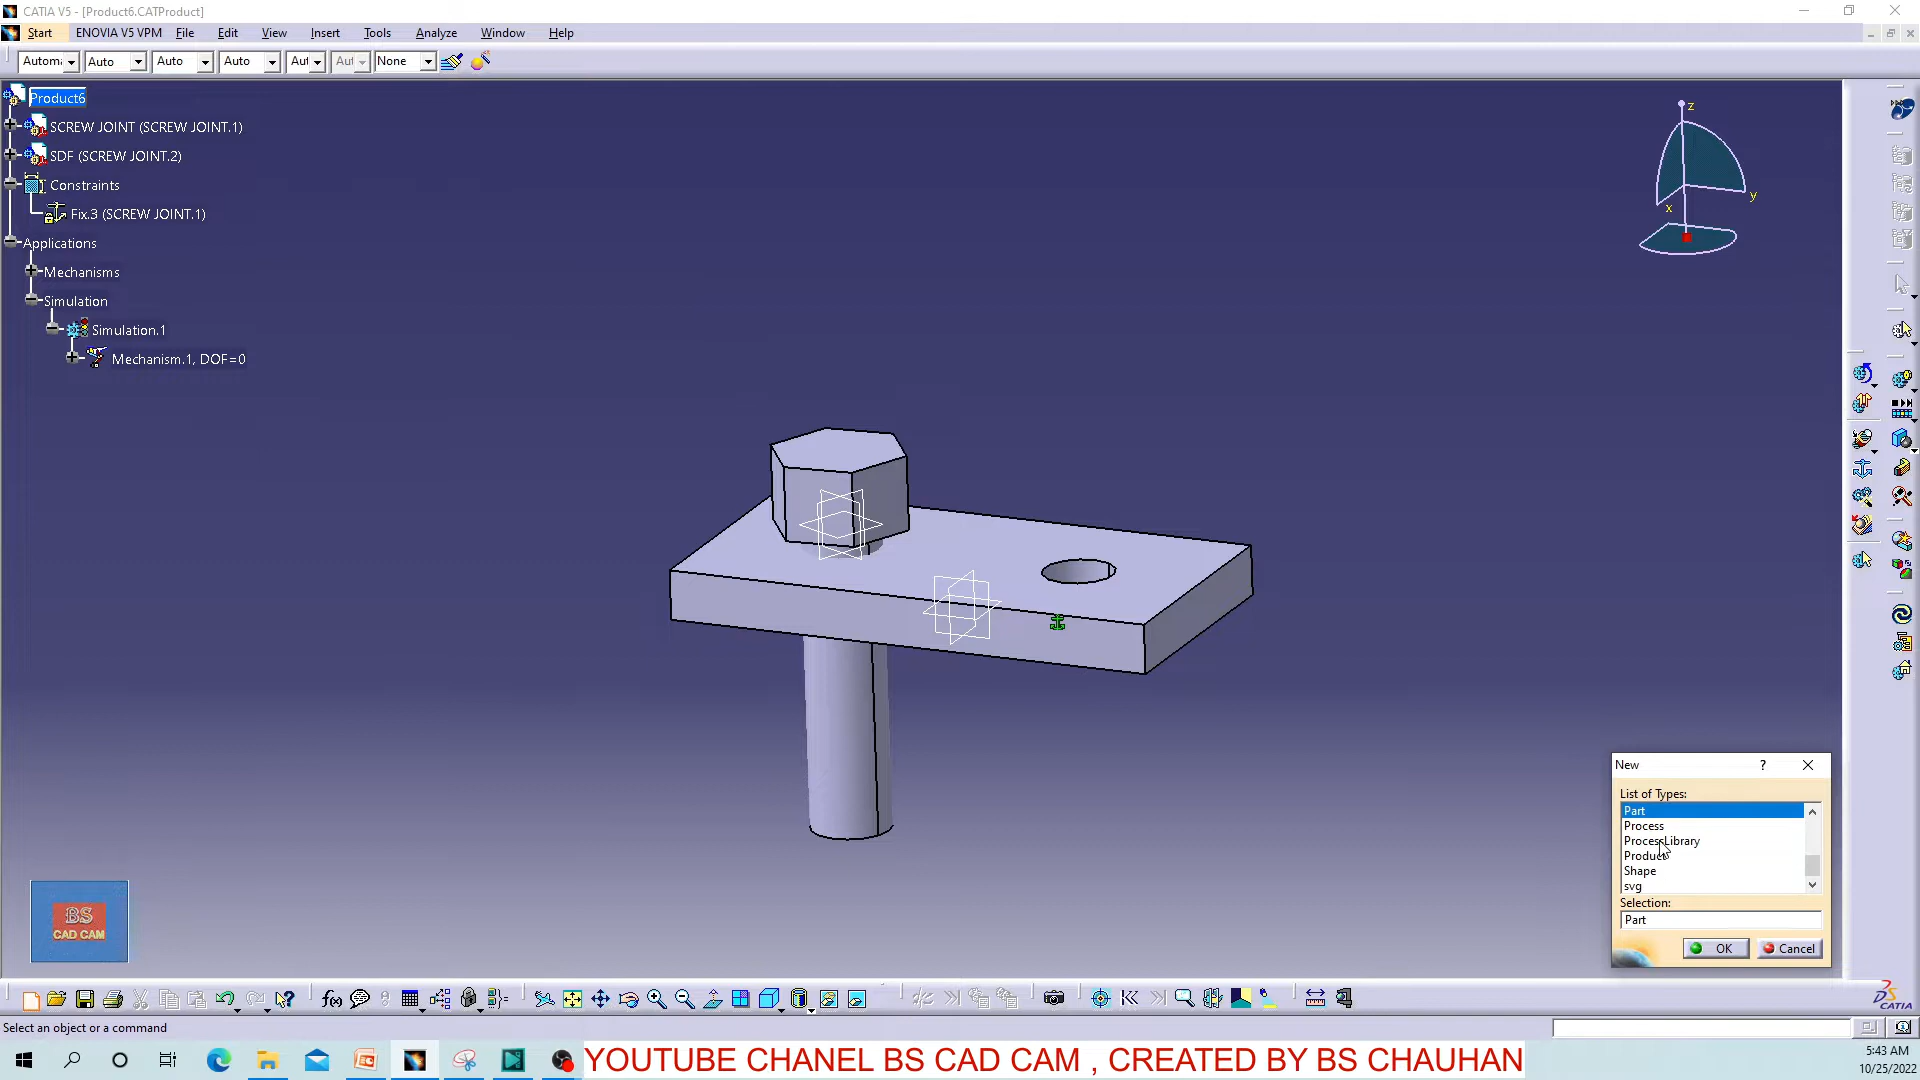 CATIA V5 - [Product6.CATProduct]
Start ENOVIA V5 VPM File Edit View Insert Tools Analyze Window Help
Auto Auto Auto None
Product6
SCREW JOINT (SCREW JOINT.1)
SDF (SCREW JOINT.2)
Constraints
Fix.3 (SCREW JOINT.1)
Applications
Mechanisms
Simulation
Simulation.1
Mechanism.1, DOF=0
z
y
x
New ?
List of Types:
Part
Process
ProcessLibrary
Product
Shape
svg
Selection:
Part
OK Cancel
BS
CAD CAM
f(x)
CATIA
Select an object or a command
YOUTUBE CHANEL BS CAD CAM , CREATED BY BS CHAUHAN
5:43 AM
10/25/2022